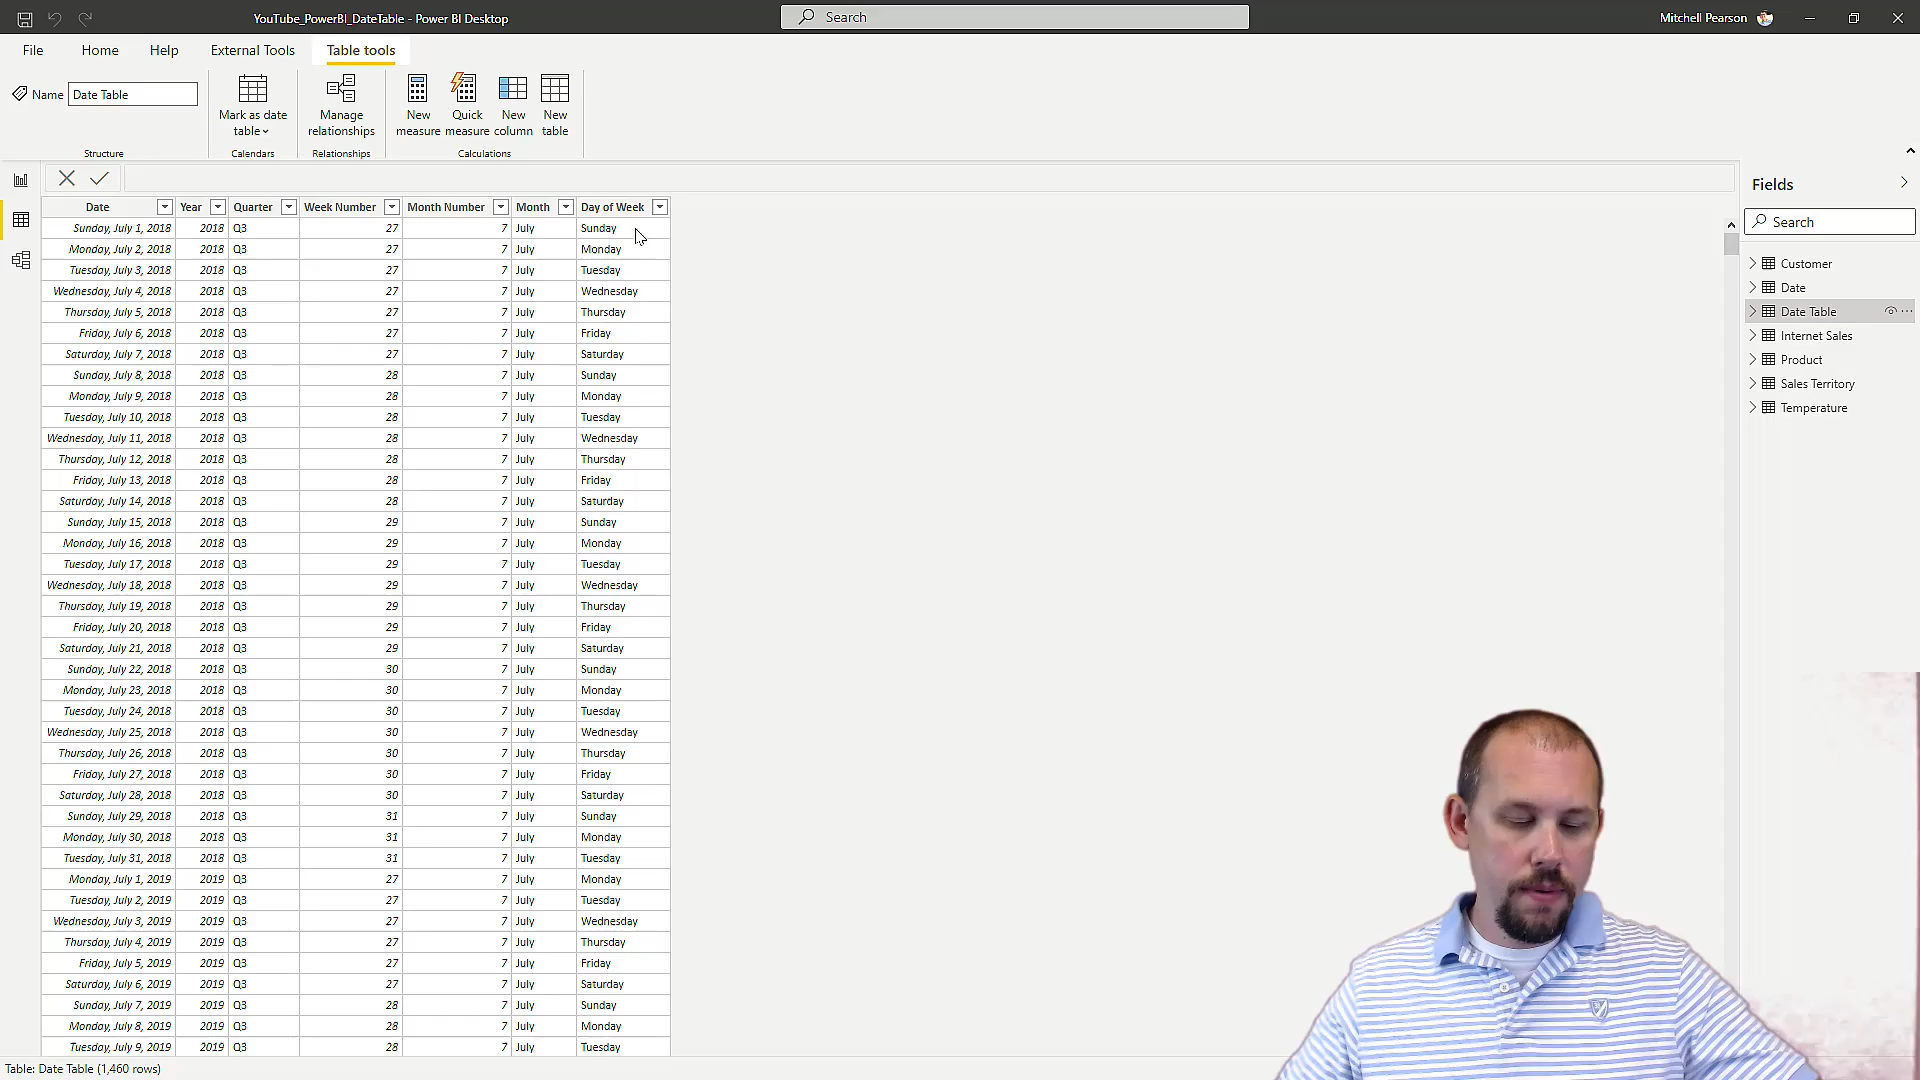 YouTube_PowerBI_DateTable - Power BI Desktop
Search
Mitchell Pearson
File Home Help External Tools Table tools
Name Date Table
Mark as date table
Manage relationships
New measure
Quick measure
New column
New table
Structure Calendars Relationships Calculations
Date Year Quarter Week Number Month Number Month Day of Week
Sunday, July 1, 2018 2018 Q3 27 7 July Sunday
Monday, July 2, 2018 2018 Q3 27 7 July Monday
Tuesday, July 3, 2018 2018 Q3 27 7 July Tuesday
Wednesday, July 4, 2018 2018 Q3 27 7 July Wednesday
Thursday, July 5, 2018 2018 Q3 27 7 July Thursday
Friday, July 6, 2018 2018 Q3 27 7 July Friday
Saturday, July 7, 2018 2018 Q3 27 7 July Saturday
Sunday, July 8, 2018 2018 Q3 28 7 July Sunday
Monday, July 9, 2018 2018 Q3 28 7 July Monday
Tuesday, July 10, 2018 2018 Q3 28 7 July Tuesday
Wednesday, July 11, 2018 2018 Q3 28 7 July Wednesday
Thursday, July 12, 2018 2018 Q3 28 7 July Thursday
Friday, July 13, 2018 2018 Q3 28 7 July Friday
Saturday, July 14, 2018 2018 Q3 28 7 July Saturday
Sunday, July 15, 2018 2018 Q3 29 7 July Sunday
Monday, July 16, 2018 2018 Q3 29 7 July Monday
Tuesday, July 17, 2018 2018 Q3 29 7 July Tuesday
Wednesday, July 18, 2018 2018 Q3 29 7 July Wednesday
Thursday, July 19, 2018 2018 Q3 29 7 July Thursday
Friday, July 20, 2018 2018 Q3 29 7 July Friday
Saturday, July 21, 2018 2018 Q3 29 7 July Saturday
Sunday, July 22, 2018 2018 Q3 30 7 July Sunday
Monday, July 23, 2018 2018 Q3 30 7 July Monday
Tuesday, July 24, 2018 2018 Q3 30 7 July Tuesday
Wednesday, July 25, 2018 2018 Q3 30 7 July Wednesday
Thursday, July 26, 2018 2018 Q3 30 7 July Thursday
Friday, July 27, 2018 2018 Q3 30 7 July Friday
Saturday, July 28, 2018 2018 Q3 30 7 July Saturday
Sunday, July 29, 2018 2018 Q3 31 7 July Sunday
Monday, July 30, 2018 2018 Q3 31 7 July Monday
Tuesday, July 31, 2018 2018 Q3 31 7 July Tuesday
Monday, July 1, 2019 2019 Q3 27 7 July Monday
Tuesday, July 2, 2019 2019 Q3 27 7 July Tuesday
Wednesday, July 3, 2019 2019 Q3 27 7 July Wednesday
Thursday, July 4, 2019 2019 Q3 27 7 July Thursday
Friday, July 5, 2019 2019 Q3 27 7 July Friday
Saturday, July 6, 2019 2019 Q3 27 7 July Saturday
Sunday, July 7, 2019 2019 Q3 28 7 July Sunday
Monday, July 8, 2019 2019 Q3 28 7 July Monday
Tuesday, July 9, 2019 2019 Q3 28 7 July Tuesday
Table: Date Table (1,460 rows)
Fields
Search
Customer
Date
Date Table
Internet Sales
Product
Sales Territory
Temperature